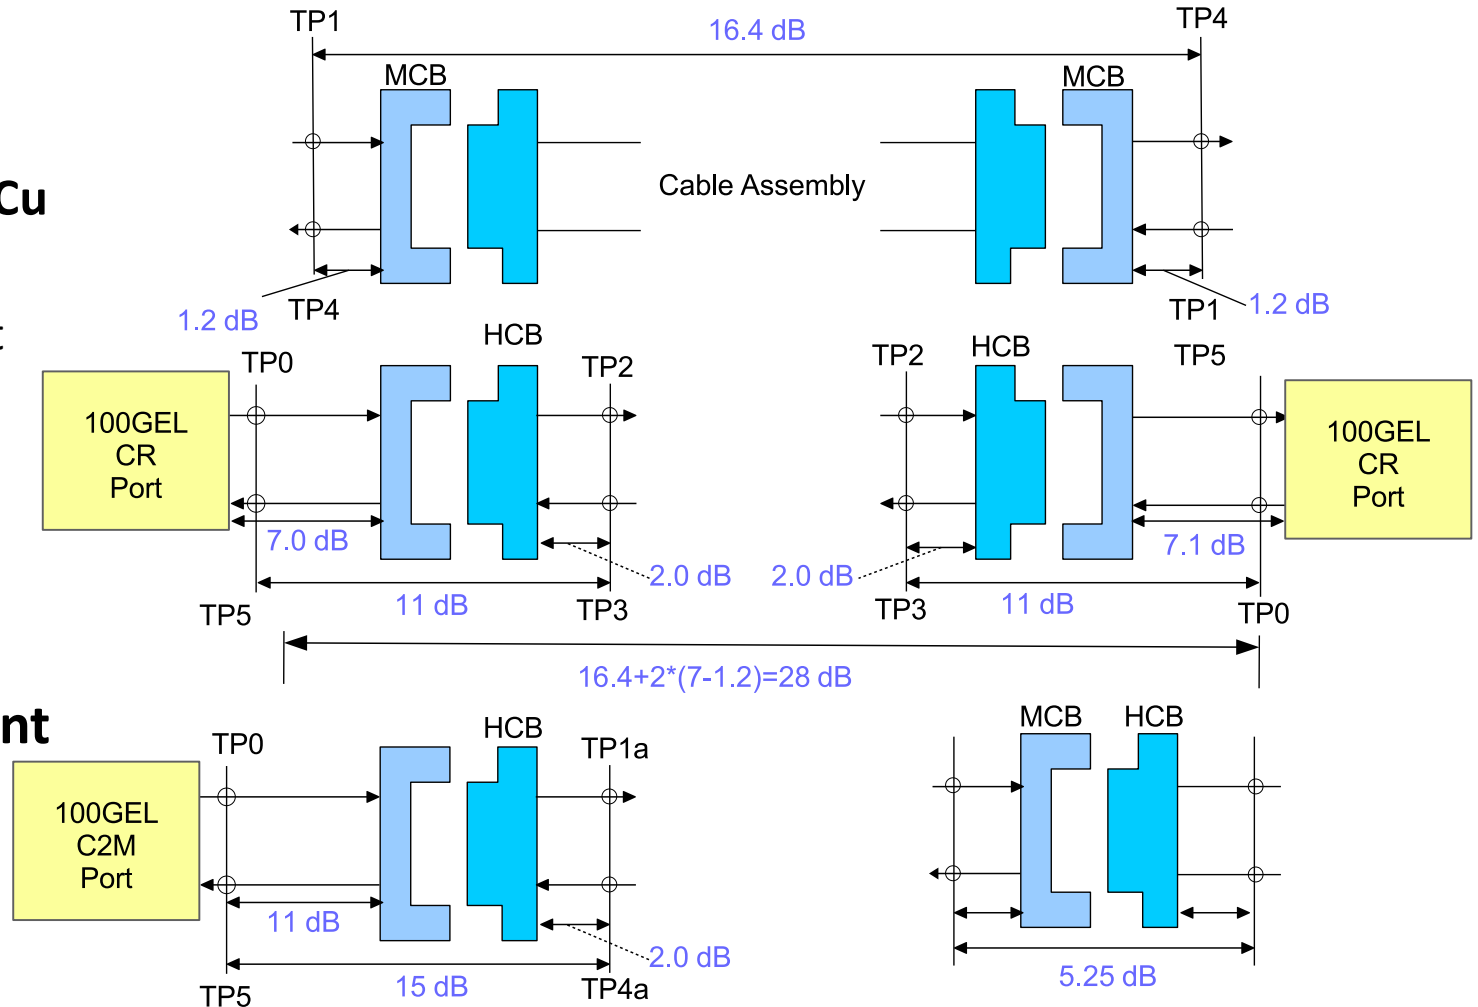 TP1
16.4 dB
TP4
MCB
MCB
Cu
Cable Assembly
1.2 dB
TP4
TP1
1.2 dB
t
HCB
HCB
TP0
TP2
TP2
TP5
100GEL
CR
Port
100GEL
CR
Port
7.0 dB
7.1 dB
2.0 dB
2.0 dB
11 dB
11 dB
TP5
TP3
TP3
TP0
16.4+2*(7-1.2)=28 dB
nt
TP0
HCB
TP1a
MCB
HCB
100GEL
C2M
Port
11 dB
2.0 dB
15 dB
5.25 dB
TP5
TP4a